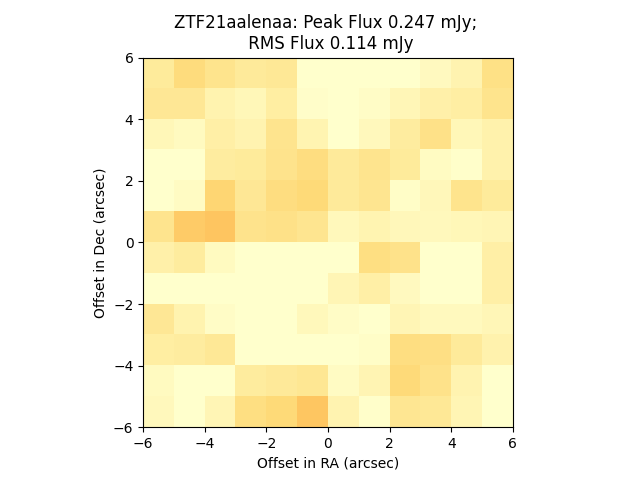 ZTF21aalenaa: Peak Flux 0.247 mJy;
RMS Flux 0.114 mJy
6
4
2
0
−2
−4
−6
Offset in Dec (arcsec)
−6 −4 −2 0 2 4 6
Offset in RA (arcsec)